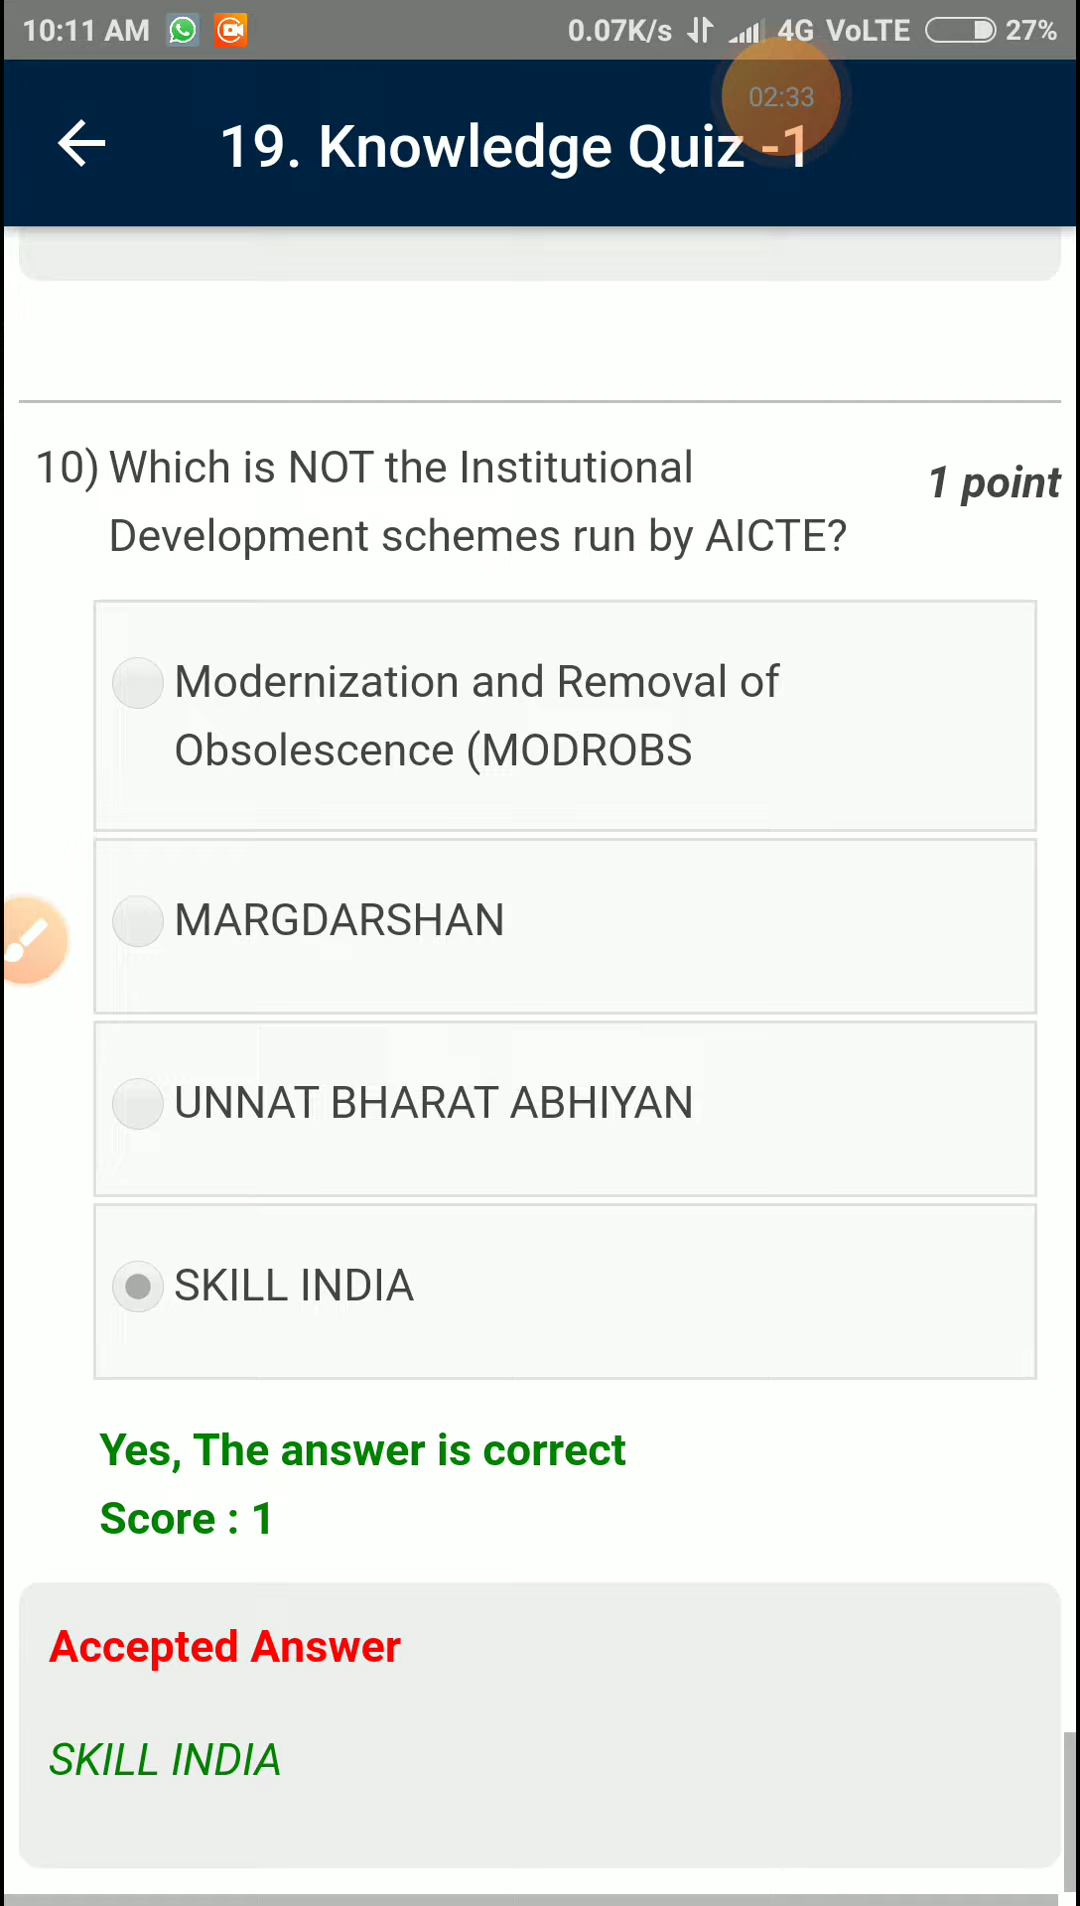 10:11 AM 0.07K/s 4G VoLTE 27%
02:33
19. Knowledge Quiz -1
10) Which is NOT the Institutional
1 point
Development schemes run by AICTE?
Modernization and Removal of
Obsolescence (MODROBS
MARGDARSHAN
UNNAT BHARAT ABHIYAN
SKILL INDIA
Yes, The answer is correct
Score : 1
Accepted Answer
SKILL INDIA